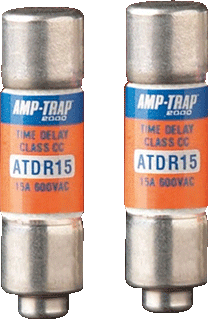 AMP-TRAP
2000
TIME DELAY
CLASS CC
ATDR15
15A 600VAC
AMP-TRAP
2000
TIME DELAY
CLASS CC
ATDR15
15A 600VAC